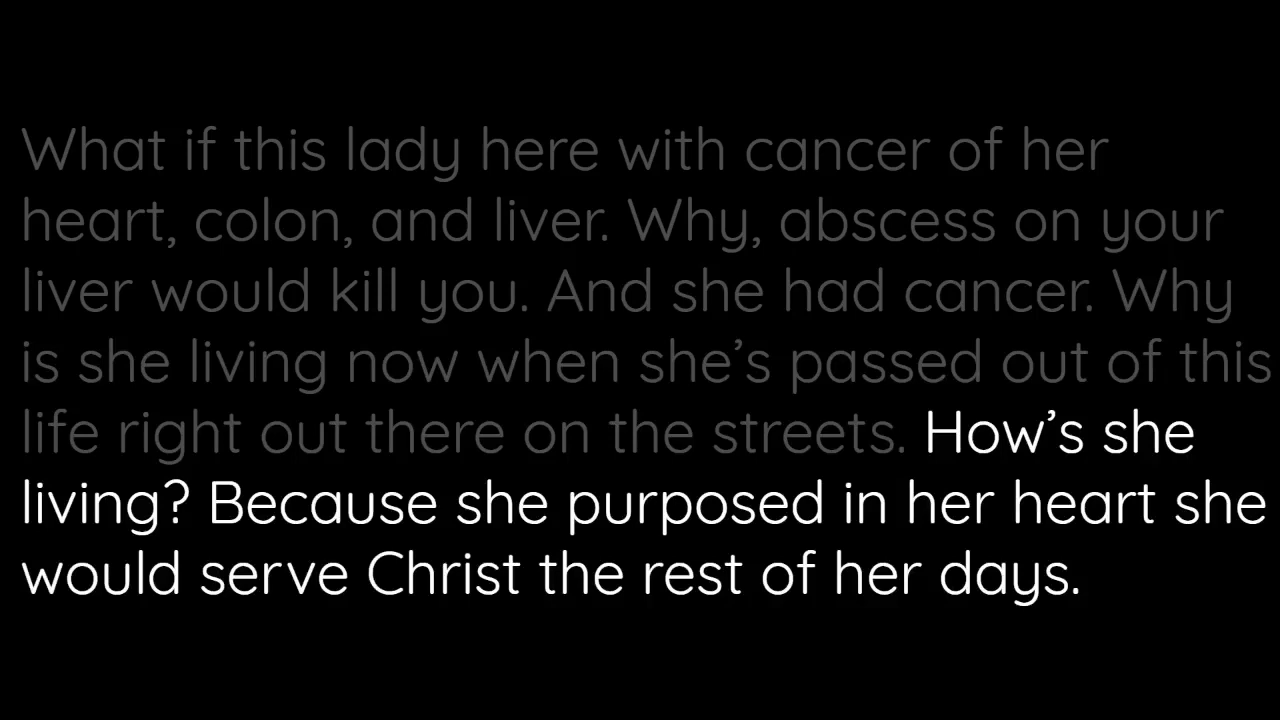 What if this lady here with cancer of her
heart, colon, and liver. Why, abscess on your
liver would kill you. And she had cancer. Why
is she living now when she’s passed out of this
life right out there on the streets. How’s she
living? Because she purposed in her heart she
would serve Christ the rest of her days.